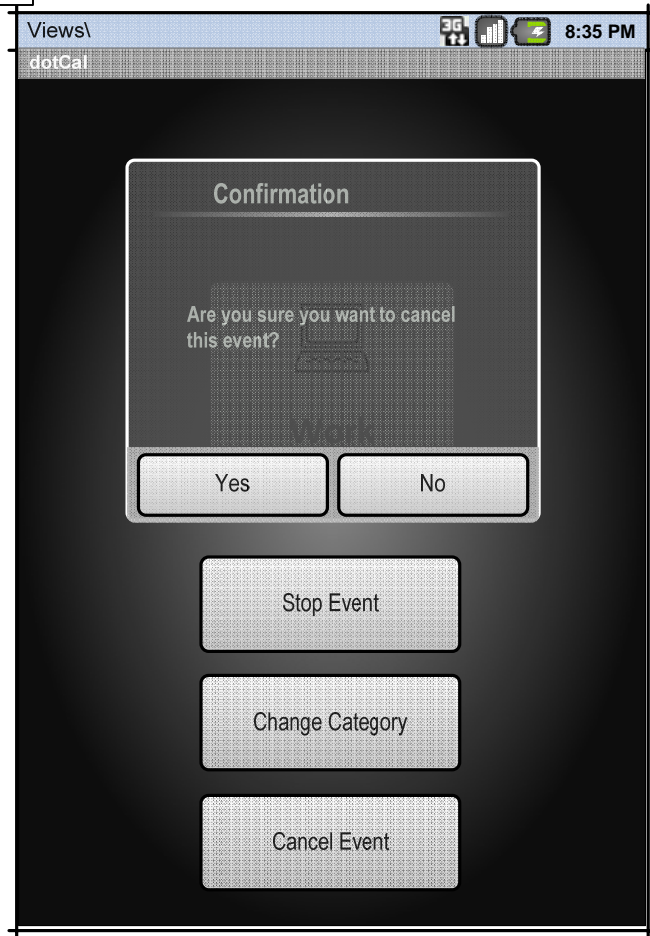 Views\
3G
8:35 PM
dotCal
Confirmation
Are you sure you want to cancel
this event?
Work
Yes
No
Stop Event
Change Category
Cancel Event